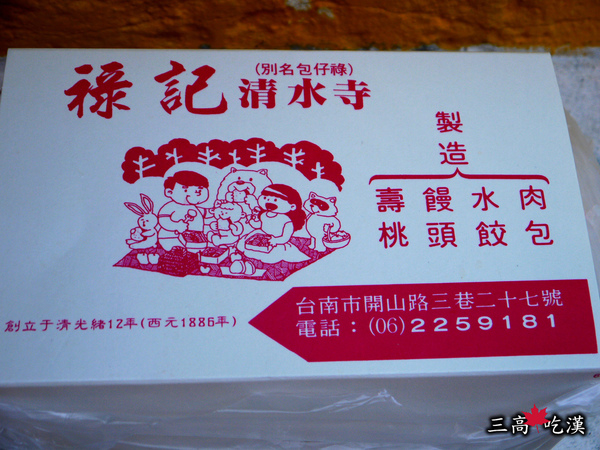 祿記
(別名包仔祿)
清水寺
製造
肉包
水餃
饅頭
壽桃
台南市開山路三巷二十七號
電話：(06)2259181
創立于清光緒12年(西元1886年)
三高 吃漢